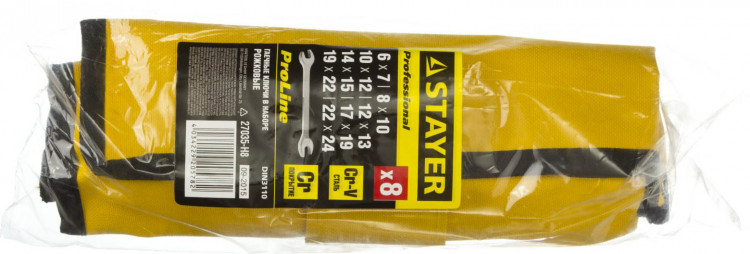 STAYER
Professional
6 x 7 | 8 x 10
10 x 12 | 12 x 13
14 x 15 | 17 x 19
19 x 22 | 22 x 24
x8
Cr-V
СТАЛЬ
ProLine
Cr
ПОКРЫТИЕ
ГАЕЧНЫЕ КЛЮЧИ В НАБОРЕ
РОЖКОВЫЕ
DIN3110
27035-H8
09-2015